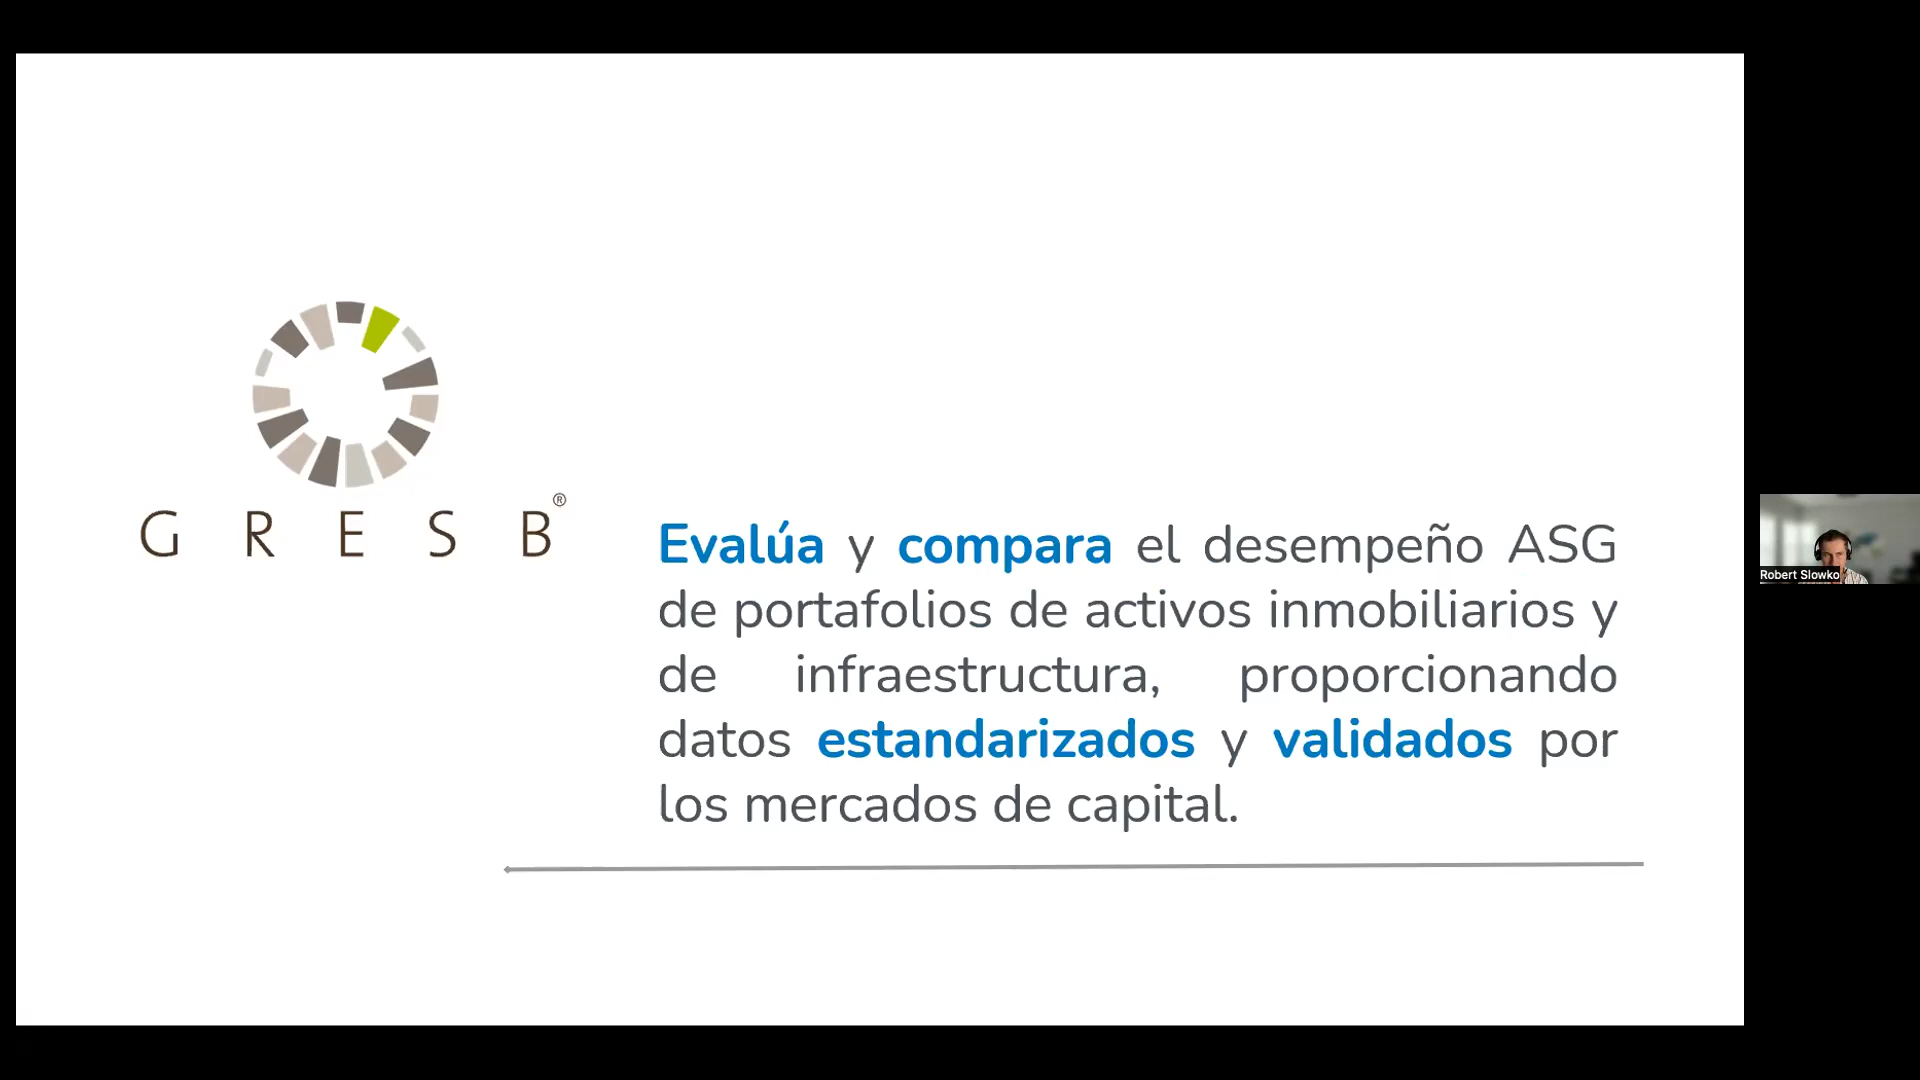 G R E S B®
Evalúa y compara el desempeño ASG
de portafolios de activos inmobiliarios y
de infraestructura, proporcionando
datos estandarizados y validados por
los mercados de capital.
Robert Slowko